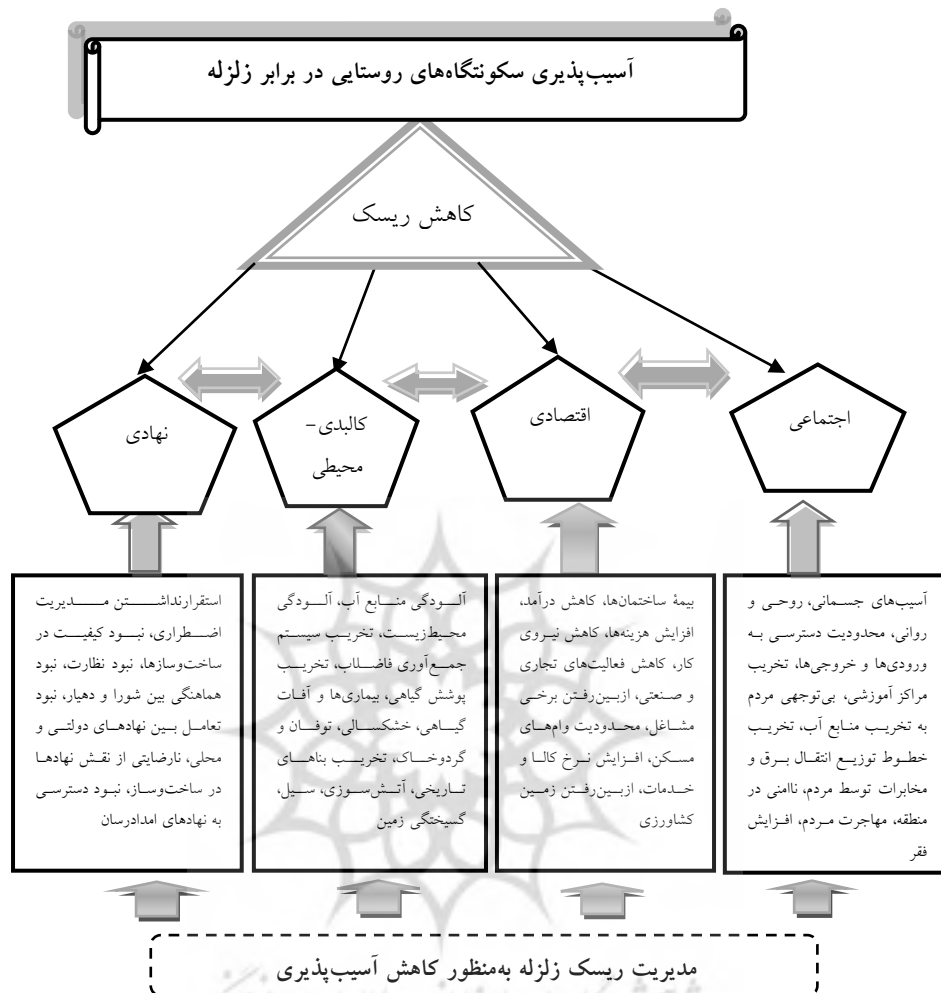 آسیب‌پذیری سکونتگاه‌های روستایی در برابر زلزله
کاهش ریسک
اجتماعی
اقتصادی
کالبدی-
محیطی
نهادی
آسیب‌های جسمانی، روحی و
روانی، محدودیت دسترسی به
ورودی‌ها و خروجی‌ها، تخریب
مراکز آموزشی، بی‌توجهی مردم
به تخریب منابع آب، تخریب
خطوط توزیع انتقال برق و
مخابرات توسط مردم، ناامنی در
منطقه، مهاجرت مردم، افزایش
فقر
بیمۀ ساختمان‌ها، کاهش درآمد،
افزایش هزینه‌ها، کاهش نیروی
کار، کاهش فعالیت‌های تجاری
و صنعتی، ازبین‌رفتن برخی
مشاغل، محدودیت وام‌های
مسکن، افزایش نرخ کالا و
خدمات، ازبین‌رفتن زمین
کشاورزی
آلودگی منابع آب، آلودگی
محیط‌زیست، تخریب سیستم
جمع‌آوری فاضلاب، تخریب
پوشش گیاهی، بیماری‌ها و آفات
گیاهی، خشکسالی، توفان و
گردوخاک، تخریب بناهای
تاریخی، آتش‌سوزی، سیل،
گسیختگی زمین
استقرارنداشتن مدیریت
اضطراری، نبود کیفیت در
ساخت‌وسازها، نبود نظارت، نبود
هماهنگی بین شورا و دهیار، نبود
تعامل بین نهادهای دولتی و
محلی، نارضایتی از نقش نهادها
در ساخت‌وساز، نبود دسترسی
به نهادهای امدادرسان
مدیریت ریسک زلزله به‌منظور کاهش آسیب‌پذیری